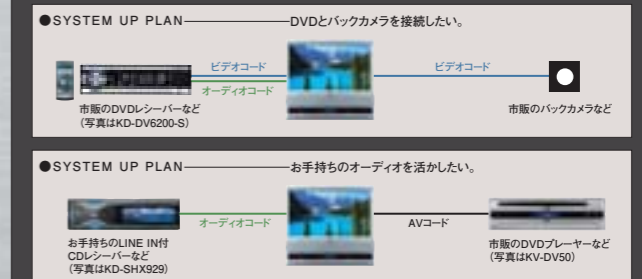 ●SYSTEM UP PLAN DVDとバックカメラを接続したい。
ビデオコード
オーディオコード
ビデオコード
市販のDVDレシーバーなど
(写真はKD-DV6200-S)
市販のバックカメラなど
●SYSTEM UP PLAN お手持ちのオーディオを活かしたい。
オーディオコード
AVコード
お手持ちのLINE IN付
CDレシーバーなど
(写真はKD-SHX929)
市販のDVDプレーヤーなど
(写真はKV-DV50)